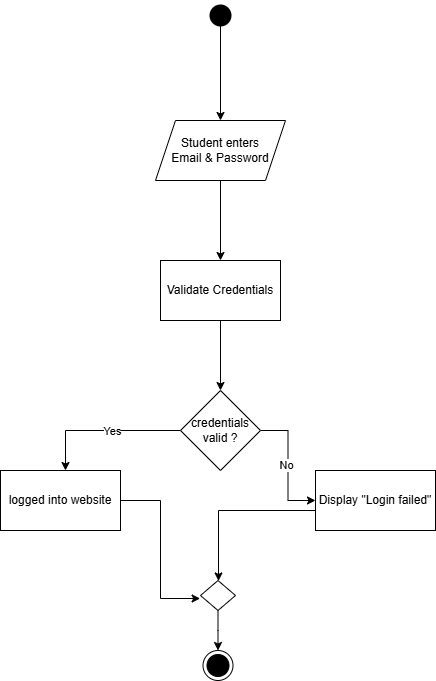 Student enters
Email & Password
Validate Credentials
credentials
valid ?
Yes
No
logged into website
Display "Login failed"